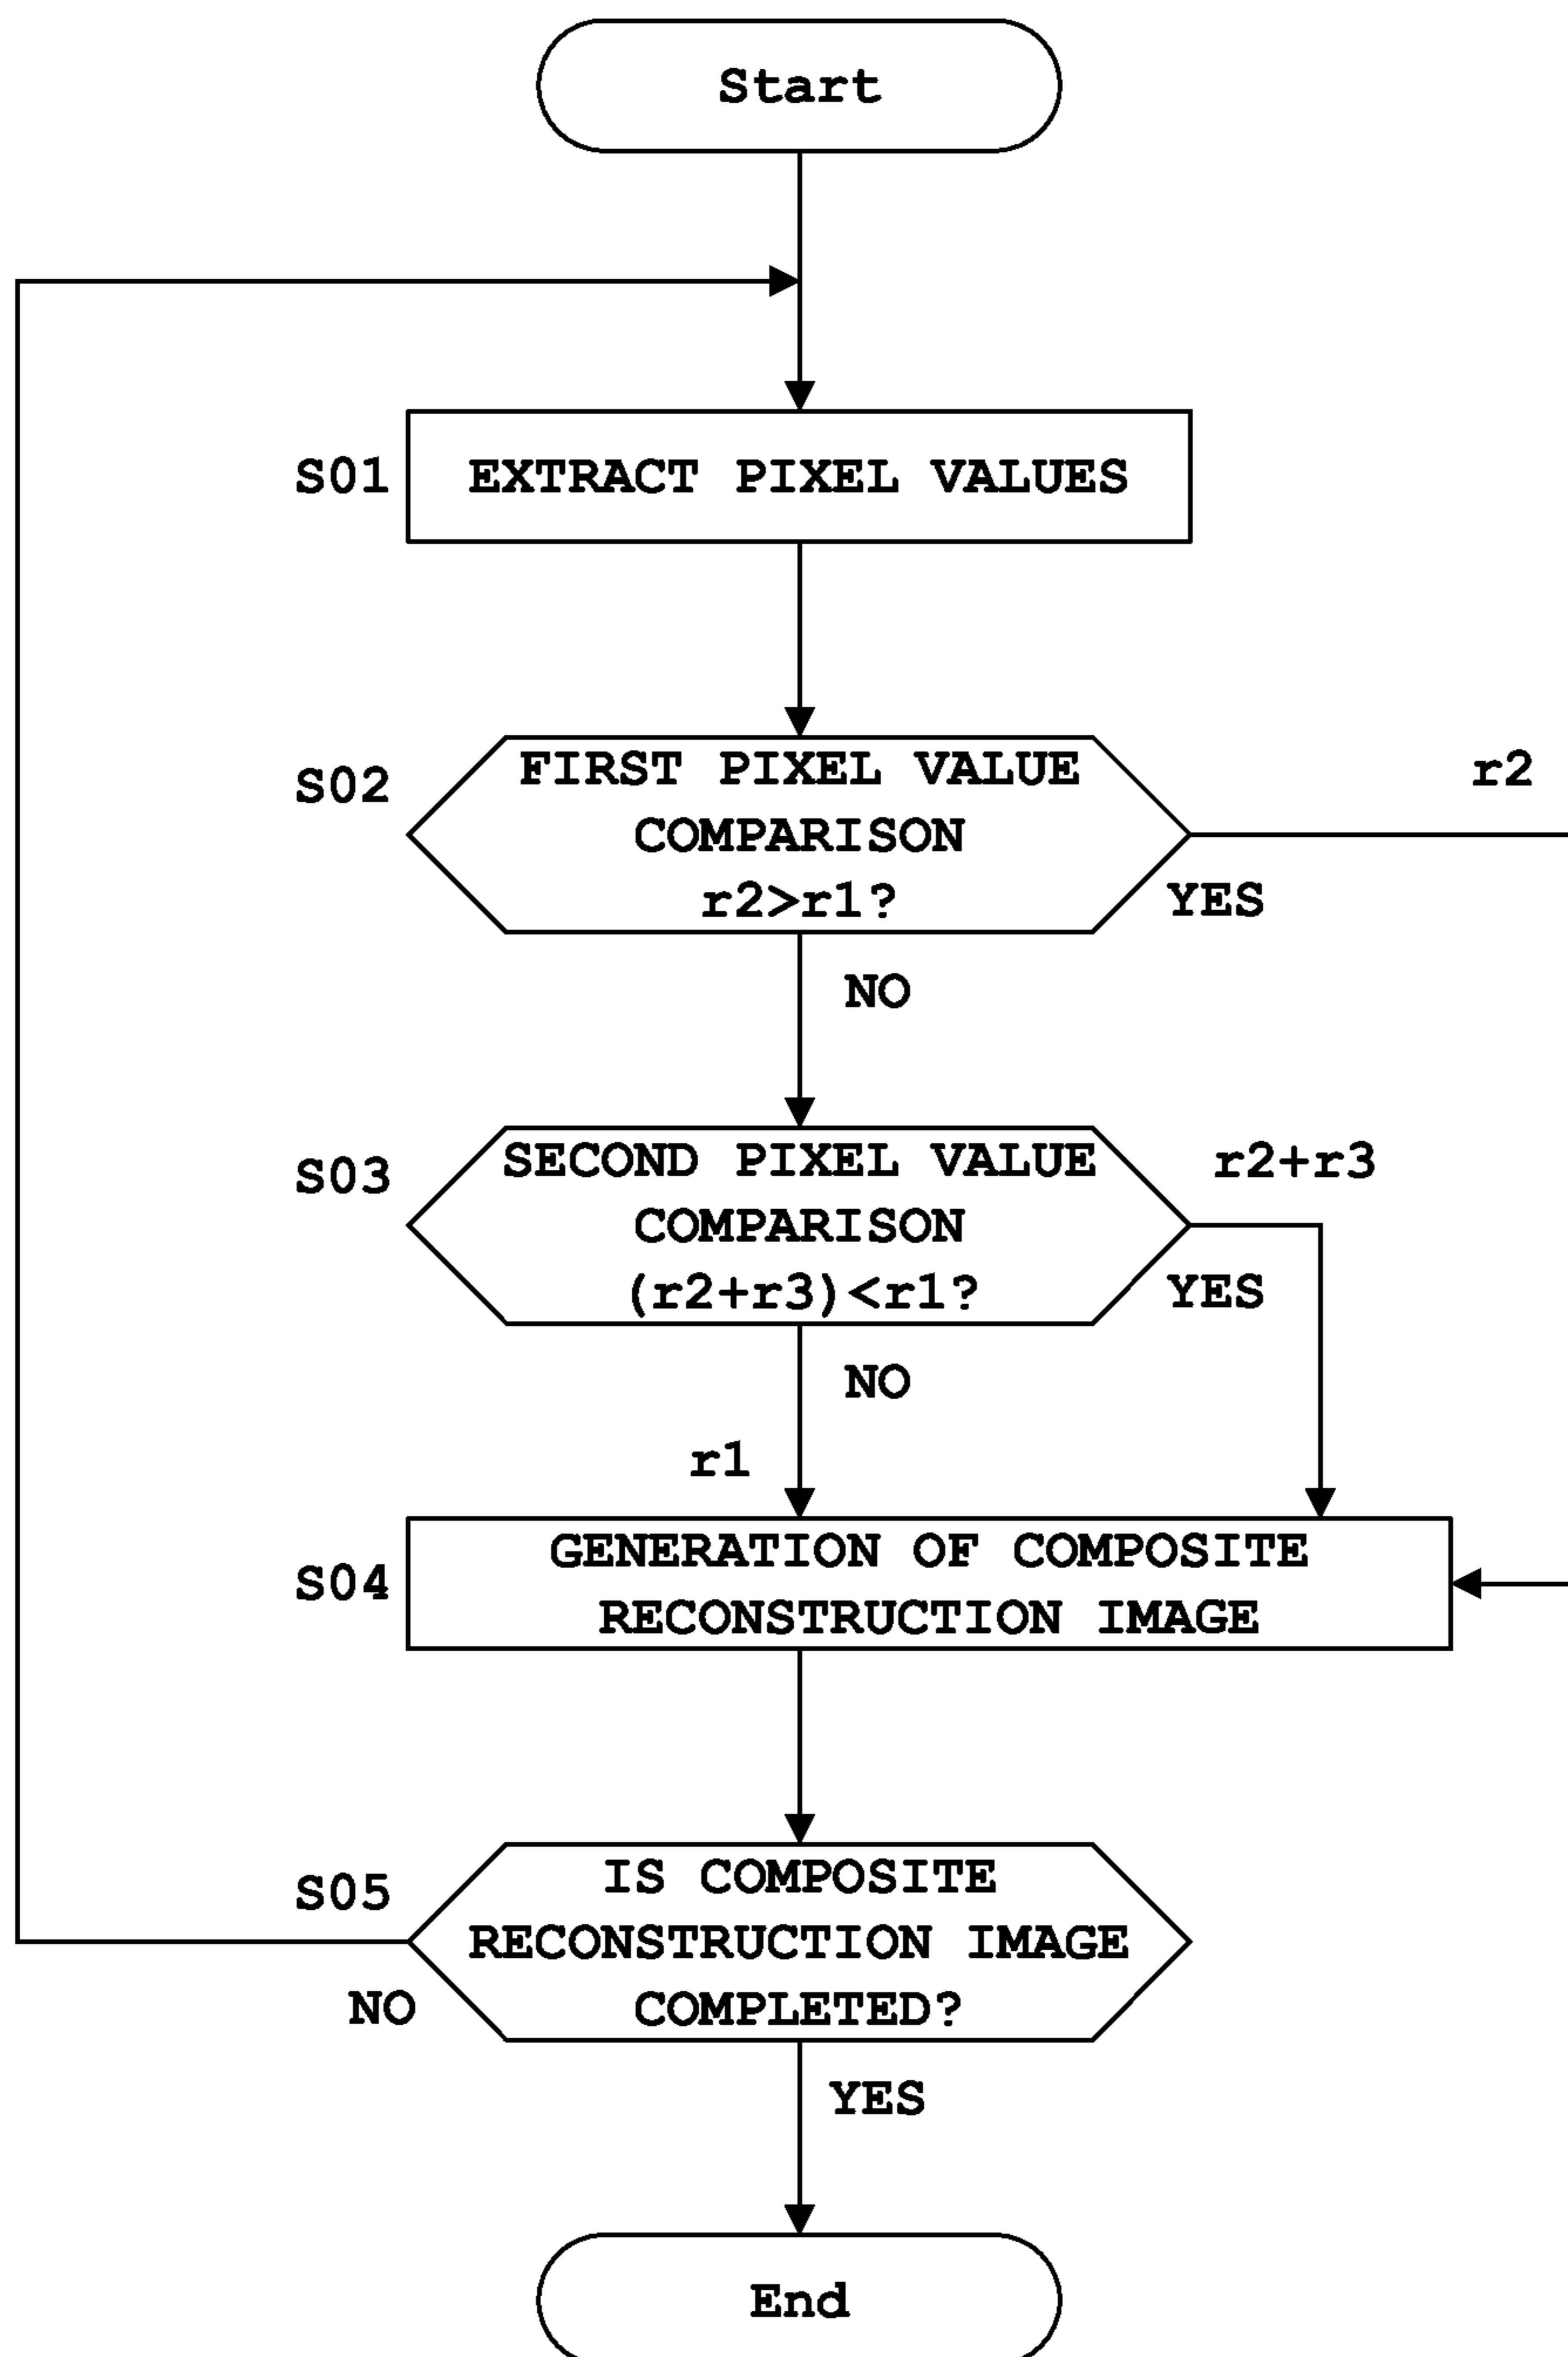 Start
S01
EXTRACT PIXEL VALUES
S02
FIRST PIXEL VALUE
COMPARISON
r2>r1?
r2
YES
NO
S03
SECOND PIXEL VALUE
COMPARISON
(r2+r3)<r1?
r2+r3
YES
NO
r1
S04
GENERATION OF COMPOSITE
RECONSTRUCTION IMAGE
S05
IS COMPOSITE
RECONSTRUCTION IMAGE
COMPLETED?
NO
YES
End